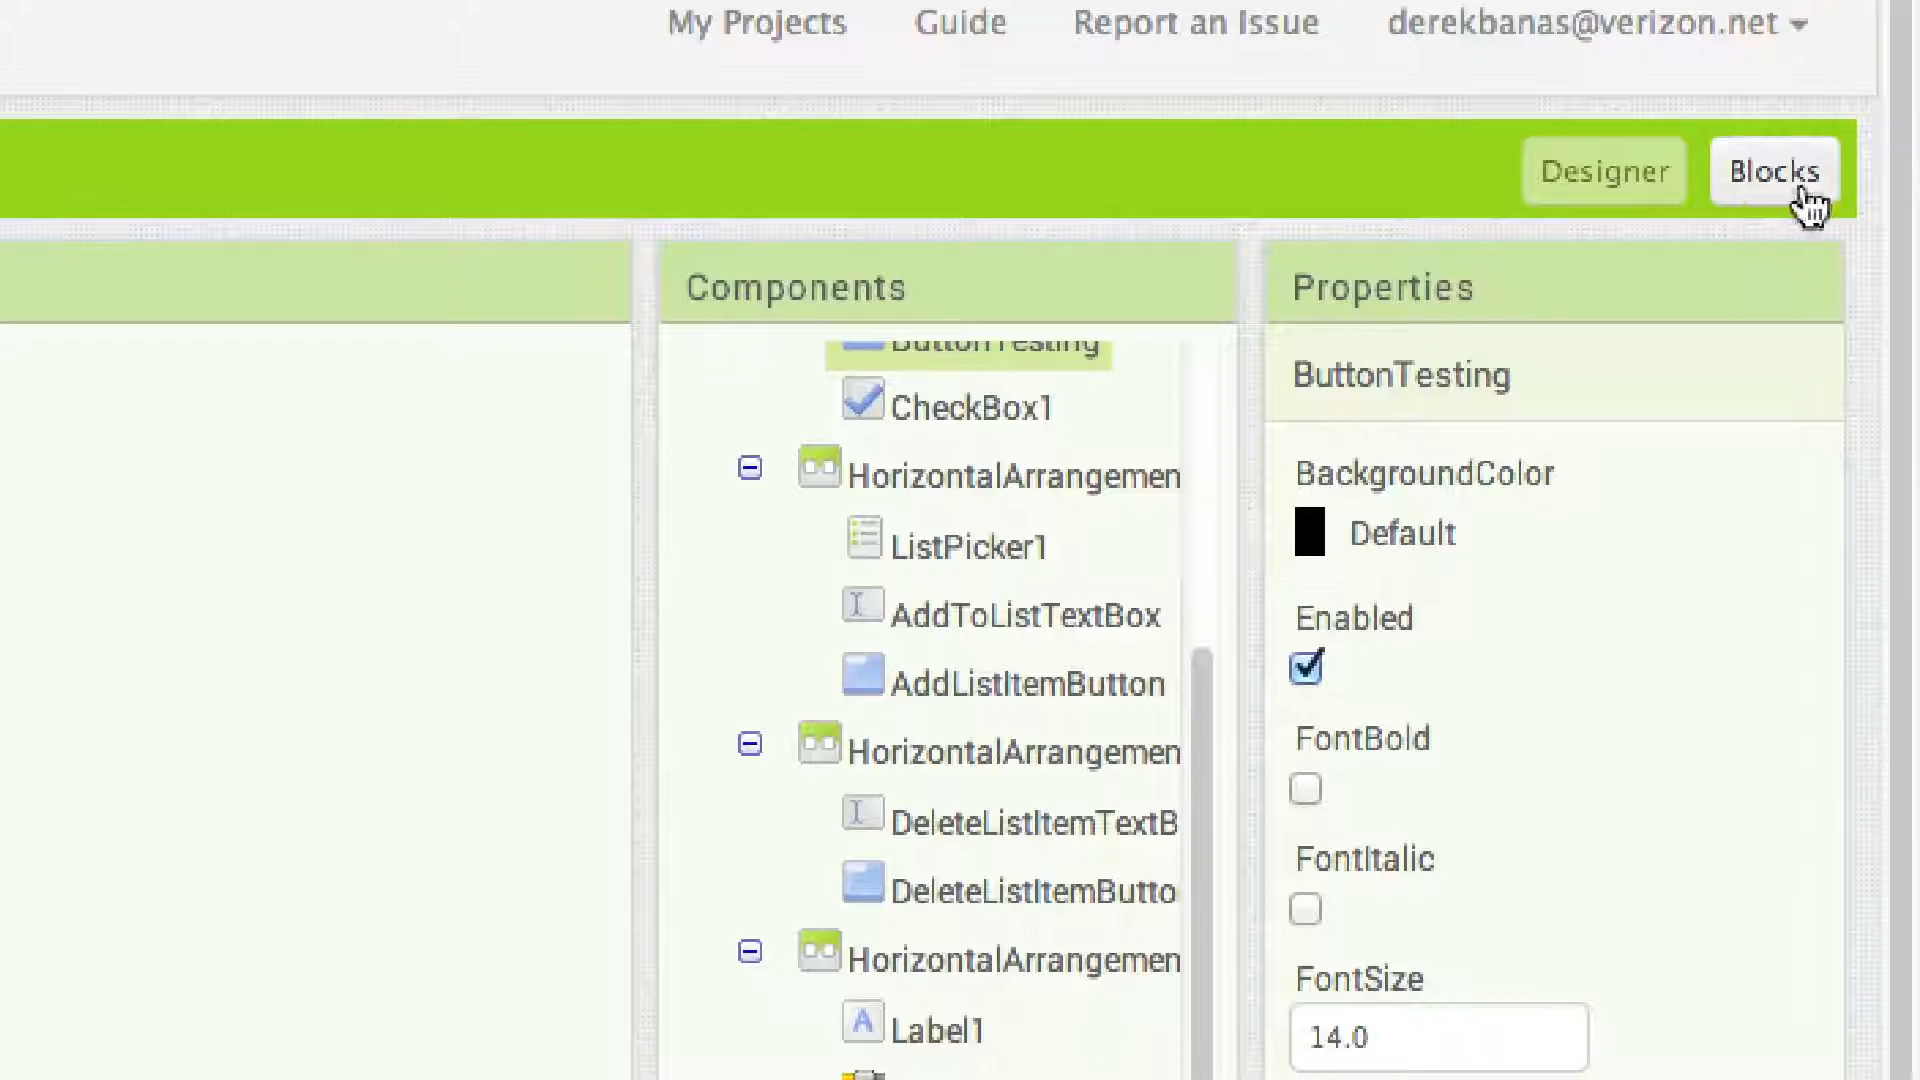 My Projects Guide Report an Issue derekbanas@verizon.net
Designer Blocks
Components
ButtonTesting
CheckBox1
HorizontalArrangemen
ListPicker1
AddToListTextBox
AddListItemButton
HorizontalArrangemen
DeleteListItemTextB
DeleteListItemButto
HorizontalArrangemen
Label1
Properties
ButtonTesting
BackgroundColor
Default
Enabled
FontBold
FontItalic
FontSize
14.0